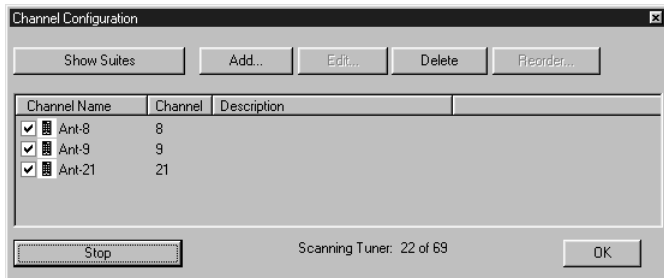 Channel Configuration
Show Suites Add... Edit... Delete Reorder...
Channel Name Channel Description
Ant-8 8
Ant-9 9
Ant-21 21
Stop Scanning Tuner: 22 of 69 OK